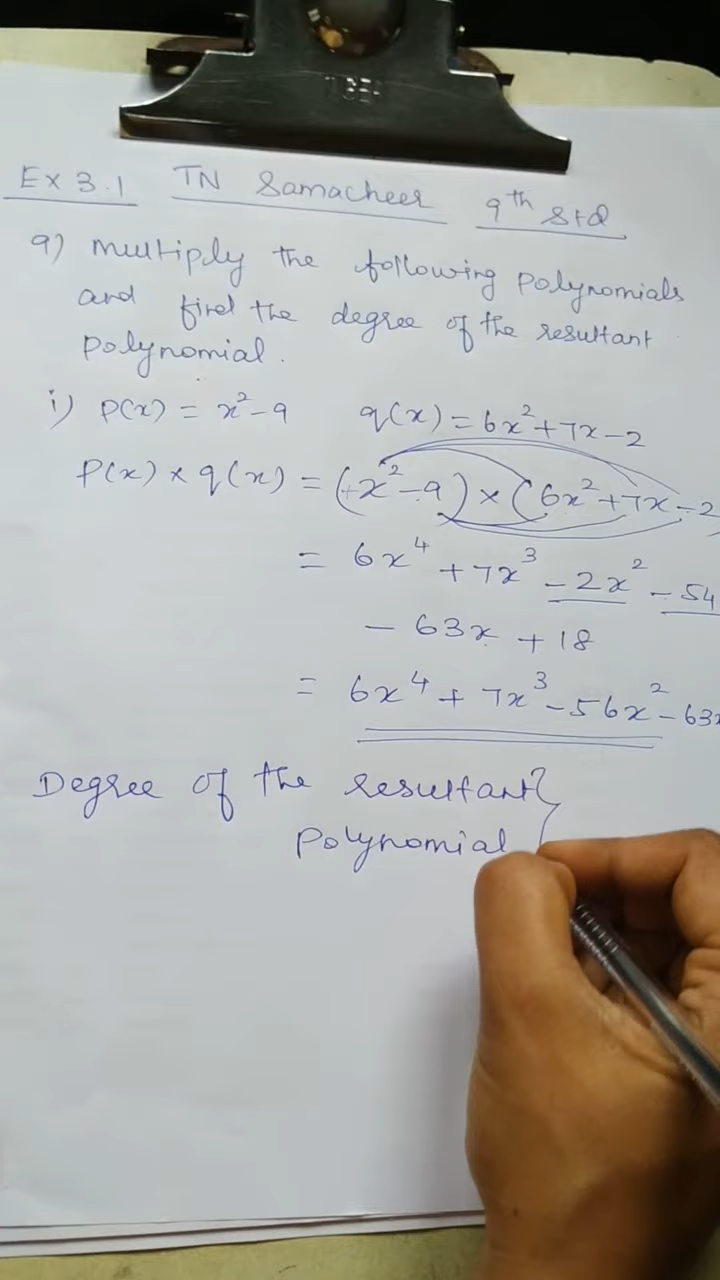 Ex 3.1 TN Samacheer 9th std
9) Multiply the following polynomials
and find the degree of the resultant
polynomial.
i) P(x) = x²-9 q(x) = 6x²+7x-2
P(x) × q(x) = (x²-9) × (6x²+7x-2
= 6x⁴ +7x³ -2x² -54
- 63x +18
= 6x⁴ + 7x³ -56x² -63x
Degree of the resultant
Polynomial }